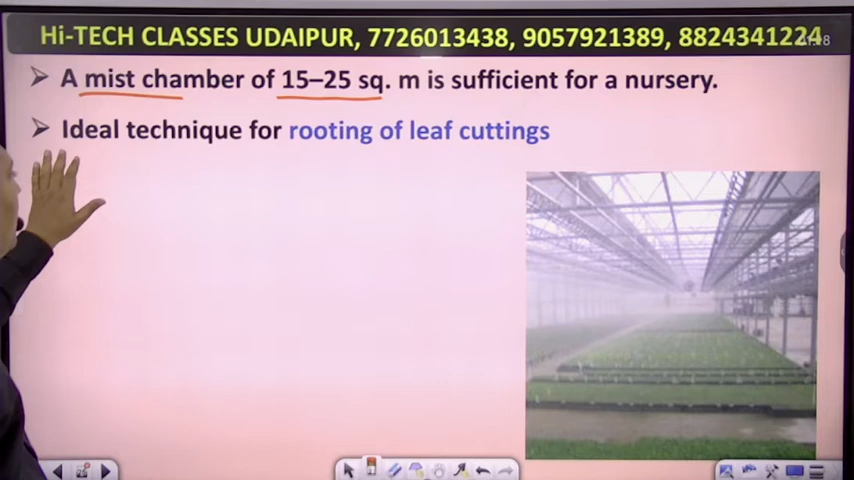 Hi-TECH CLASSES UDAIPUR, 7726013438, 9057921389, 8824341224
➢ A mist chamber of 15–25 sq. m is sufficient for a nursery.
➢ Ideal technique for rooting of leaf cuttings